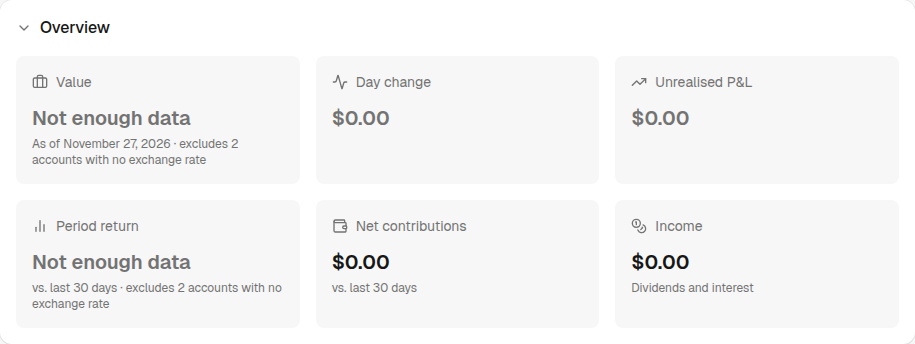 Overview
Value
Not enough data
As of November 27, 2026 · excludes 2
accounts with no exchange rate
Day change
$0.00
Unrealised P&L
$0.00
Period return
Not enough data
vs. last 30 days · excludes 2 accounts with no
exchange rate
Net contributions
$0.00
vs. last 30 days
Income
$0.00
Dividends and interest